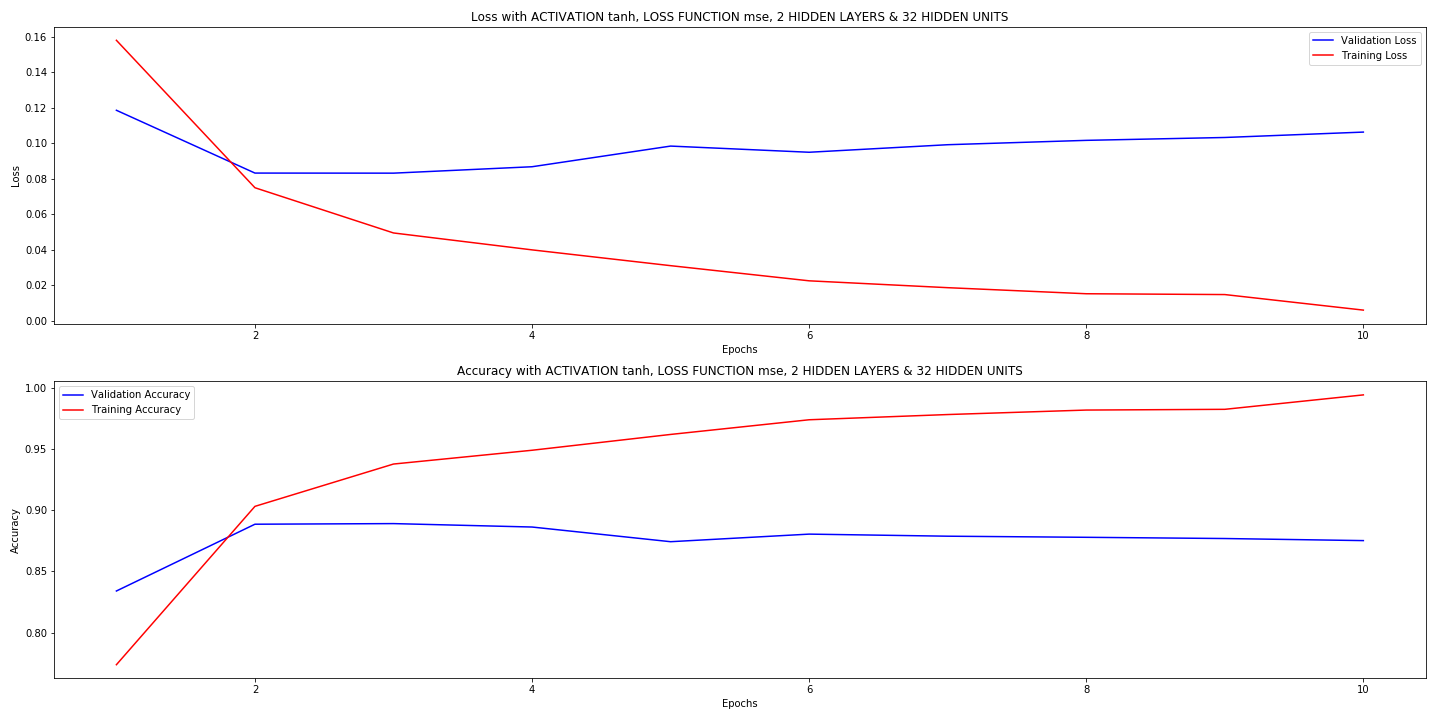 Loss with ACTIVATION tanh, LOSS FUNCTION mse, 2 HIDDEN LAYERS & 32 HIDDEN UNITS
Validation Loss
Training Loss
0.16
0.14
0.12
0.10
0.08
0.06
0.04
0.02
0.00
Loss
2
4
6
8
10
Epochs
Accuracy with ACTIVATION tanh, LOSS FUNCTION mse, 2 HIDDEN LAYERS & 32 HIDDEN UNITS
Validation Accuracy
Training Accuracy
1.00
0.95
0.90
0.85
0.80
Accuracy
2
4
6
8
10
Epochs